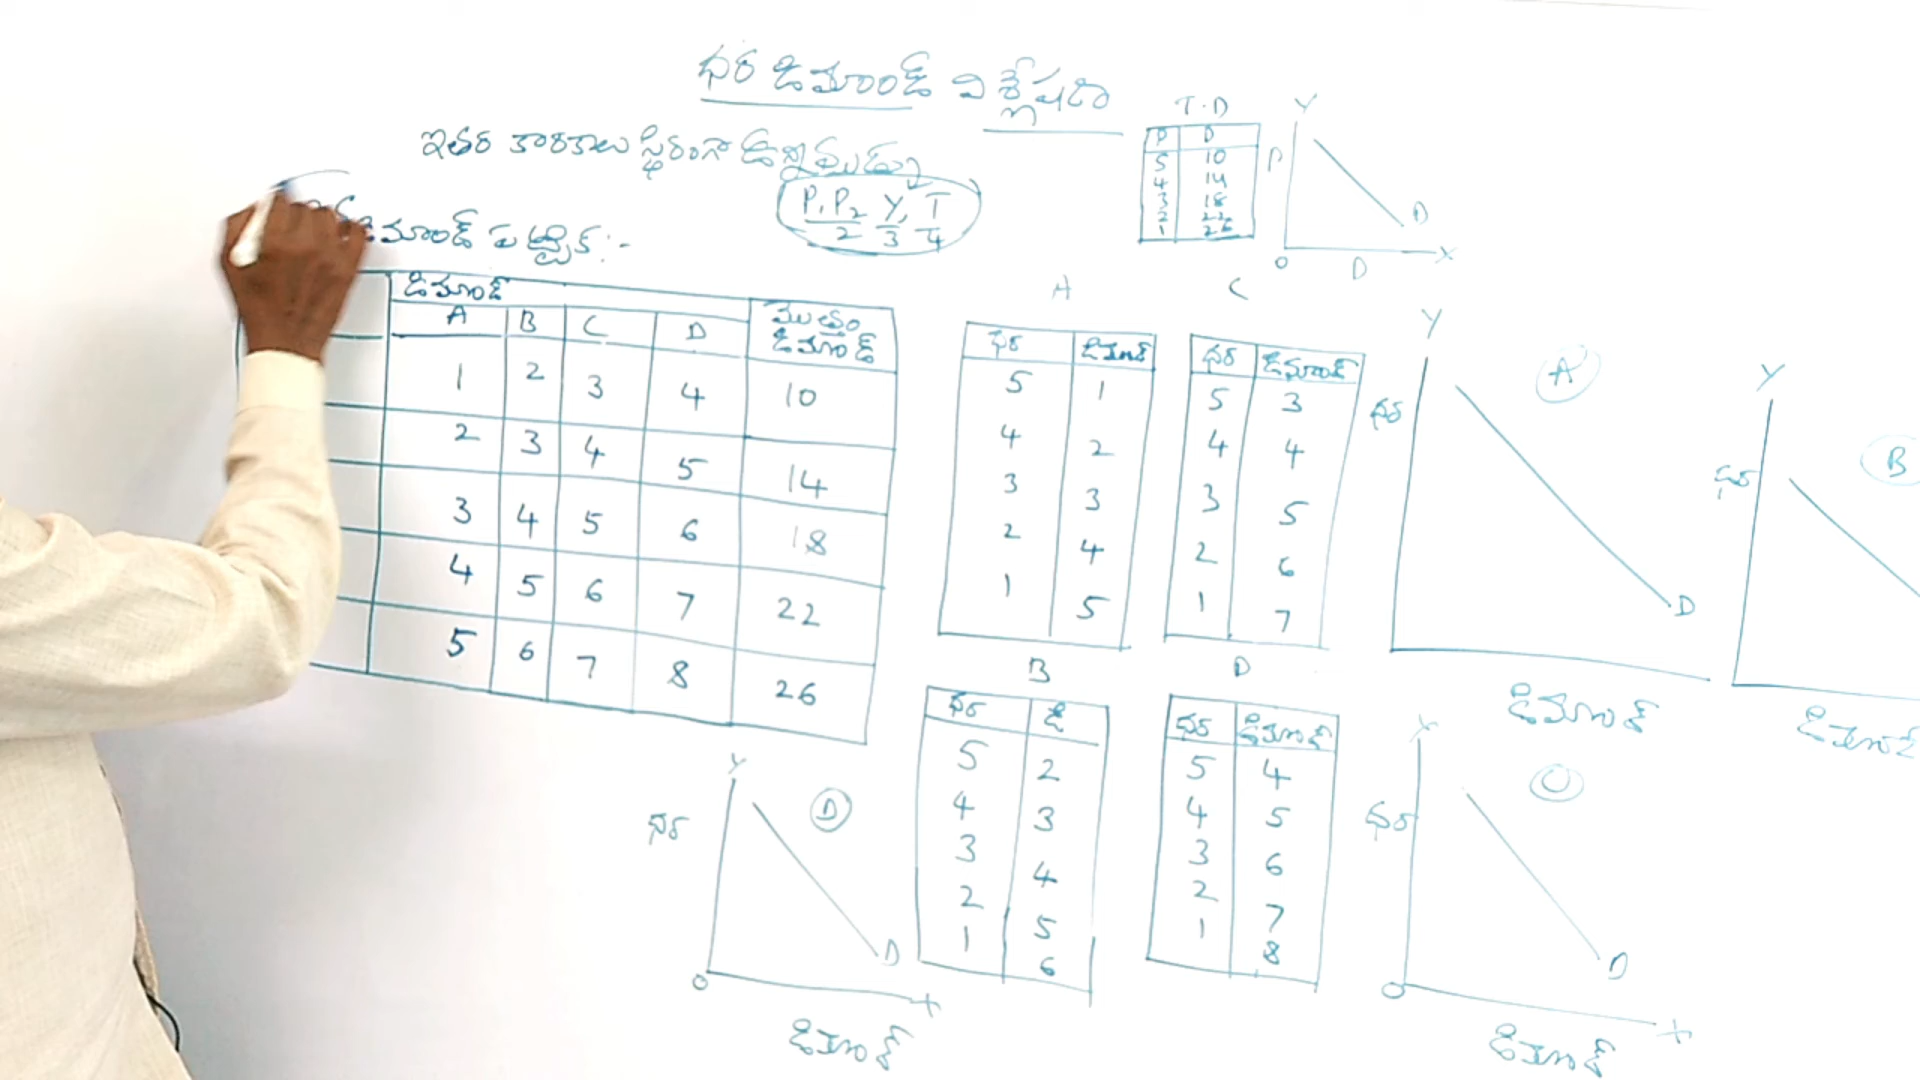 ధర డిమాండ్ విశ్లేషణ
ఇతర కారకాలు స్థిరంగా ఉన్నప్పుడు
P1 P2 Y, T
2 3 4
డిమాండ్ పట్టిక :-
డిమాండ్ మొత్తం డిమాండ్
A B C D
1 2 3 4 10
2 3 4 5 14
3 4 5 6 18
4 5 6 7 22
5 6 7 8 26
T.D
P D
5 10
4 14
3 18
2 22
1 26
Y
P
D
O D X
A
ధర డిమాండ్
5 1
4 2
3 3
2 4
1 5
C
ధర డిమాండ్
5 3
4 4
3 5
2 6
1 7
Y
A
ధర
D
డిమాండ్
Y
B
ధర
డిమాండ్
B
ధర డి
5 2
4 3
3 4
2 5
1 6
D
ధర డిమాండ్
5 4
4 5
3 6
2 7
1 8
Y
D
ధర
D
O X
డిమాండ్
Y
C
ధర
D
O X
డిమాండ్